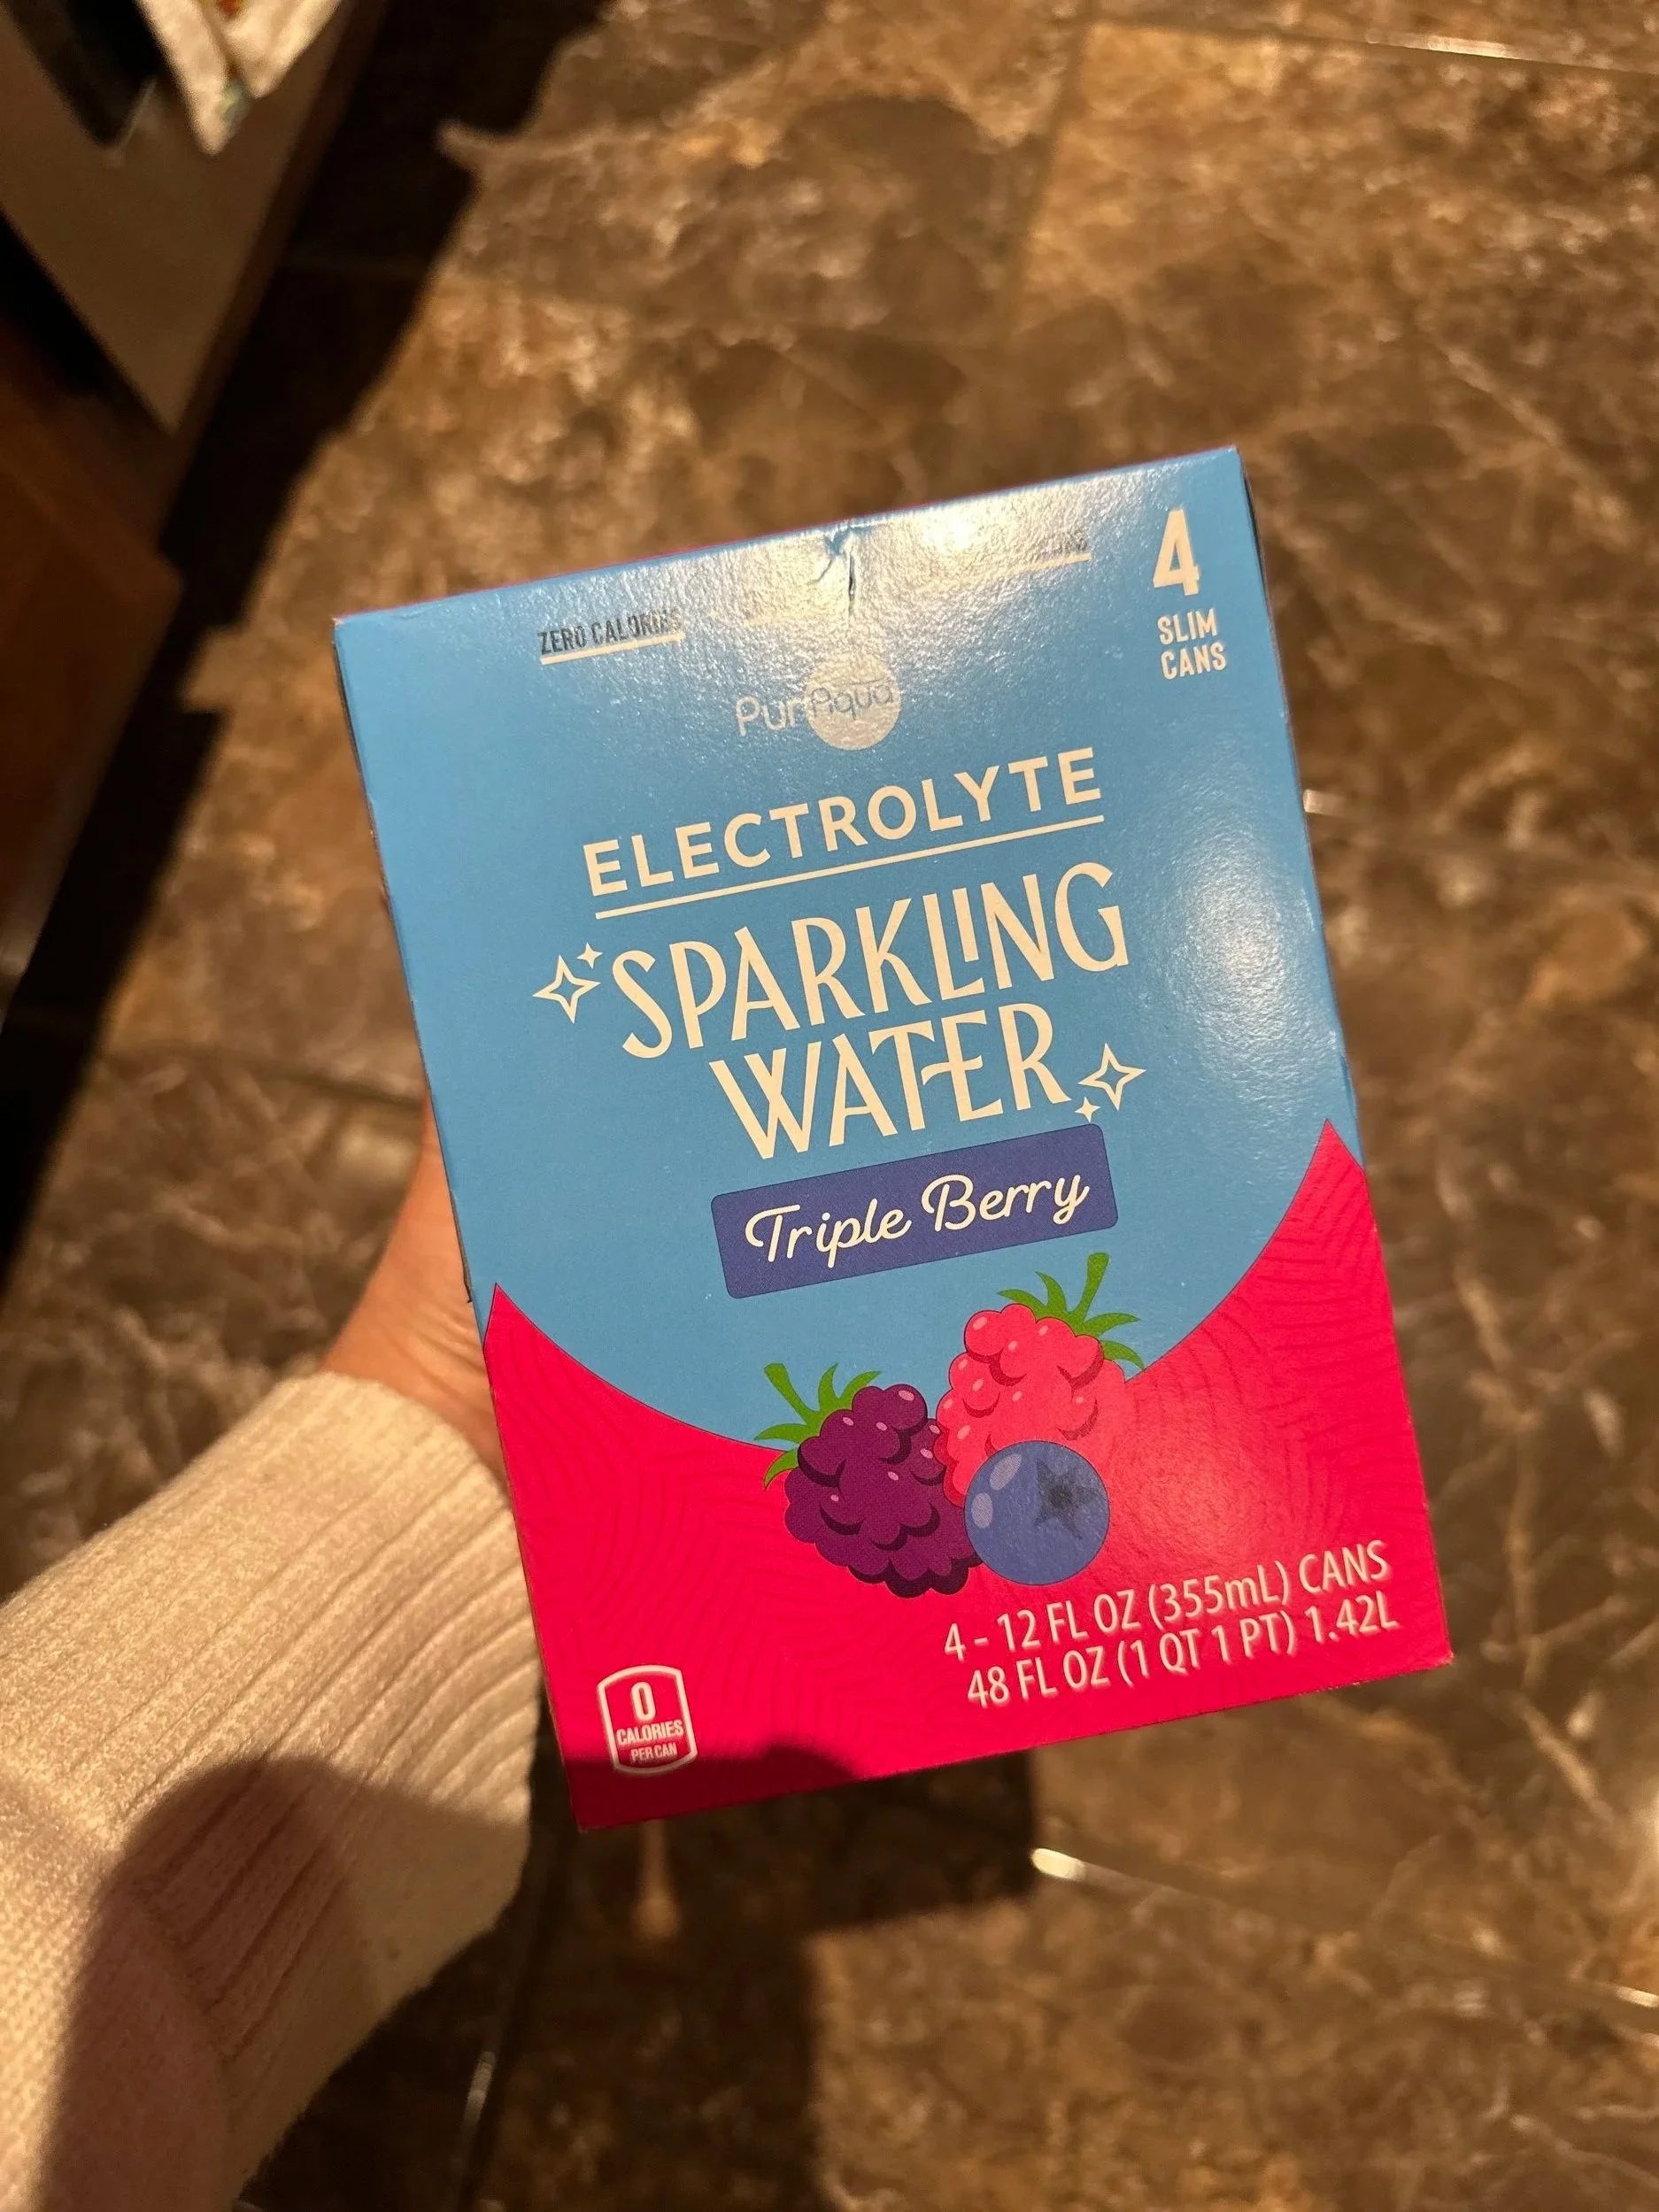 ZERO CALORIES
4
SLIM
CANS
PurAqua
ELECTROLYTE
SPARKLING
WATER
Triple Berry
4 - 12 FL OZ (355mL) CANS
48 FL OZ (1 QT 1 PT) 1.42L
0
CALORIES
PER CAN